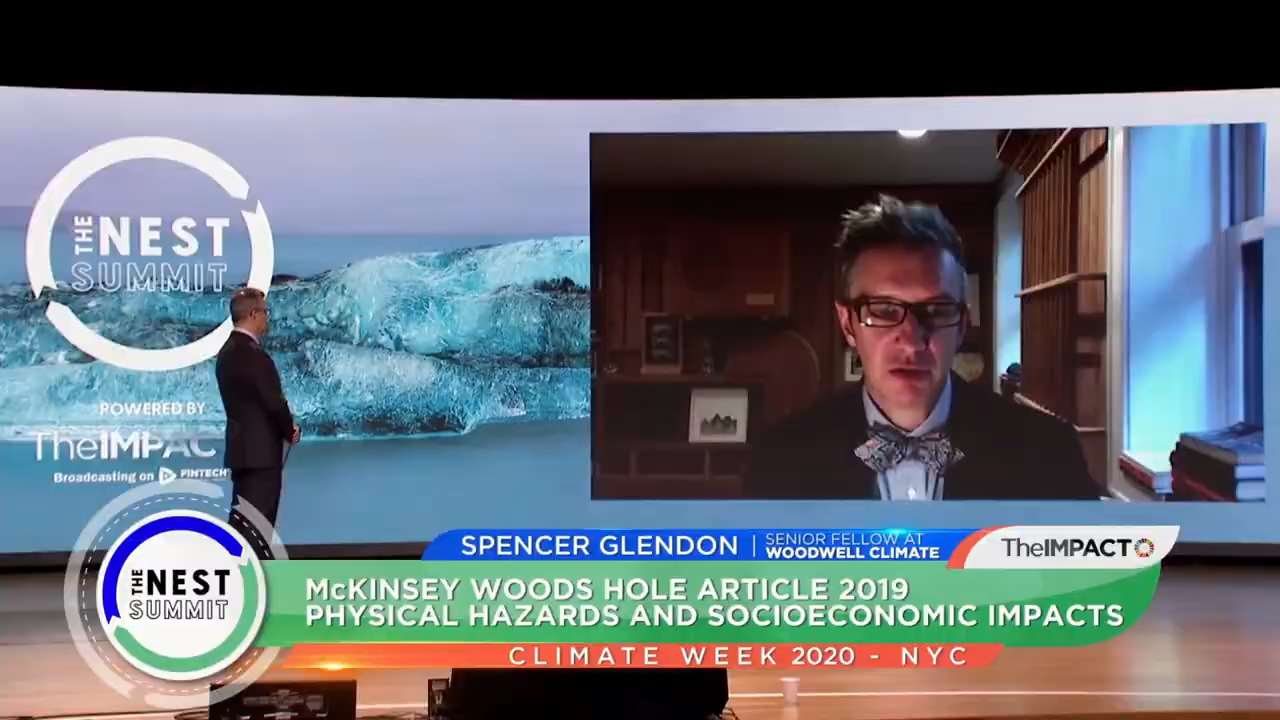 THE NEST
SUMMIT
POWERED BY
TheIMPAC
Broadcasting on FINTECH
SPENCER GLENDON | SENIOR FELLOW AT
WOODWELL CLIMATE
TheIMPACT
THE NEST
SUMMIT
McKINSEY WOODS HOLE ARTICLE 2019
PHYSICAL HAZARDS AND SOCIOECONOMIC IMPACTS
CLIMATE WEEK 2020 - NYC